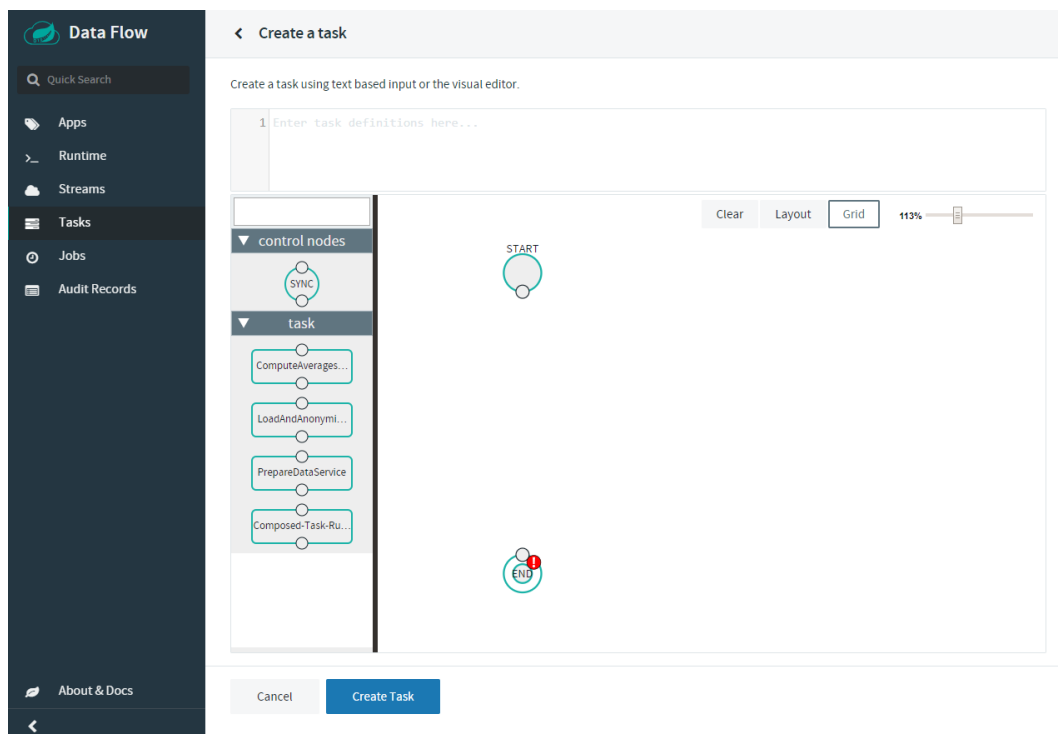 Data Flow
Quick Search
Apps
Runtime
Streams
Tasks
Jobs
Audit Records
About & Docs
Create a task
Create a task using text based input or the visual editor.
1 Enter task definitions here...
Clear Layout Grid 113%
control nodes
SYNC
task
ComputeAverages...
LoadAndAnonymi...
PrepareDataService
Composed-Task-Ru...
START
END
Cancel Create Task